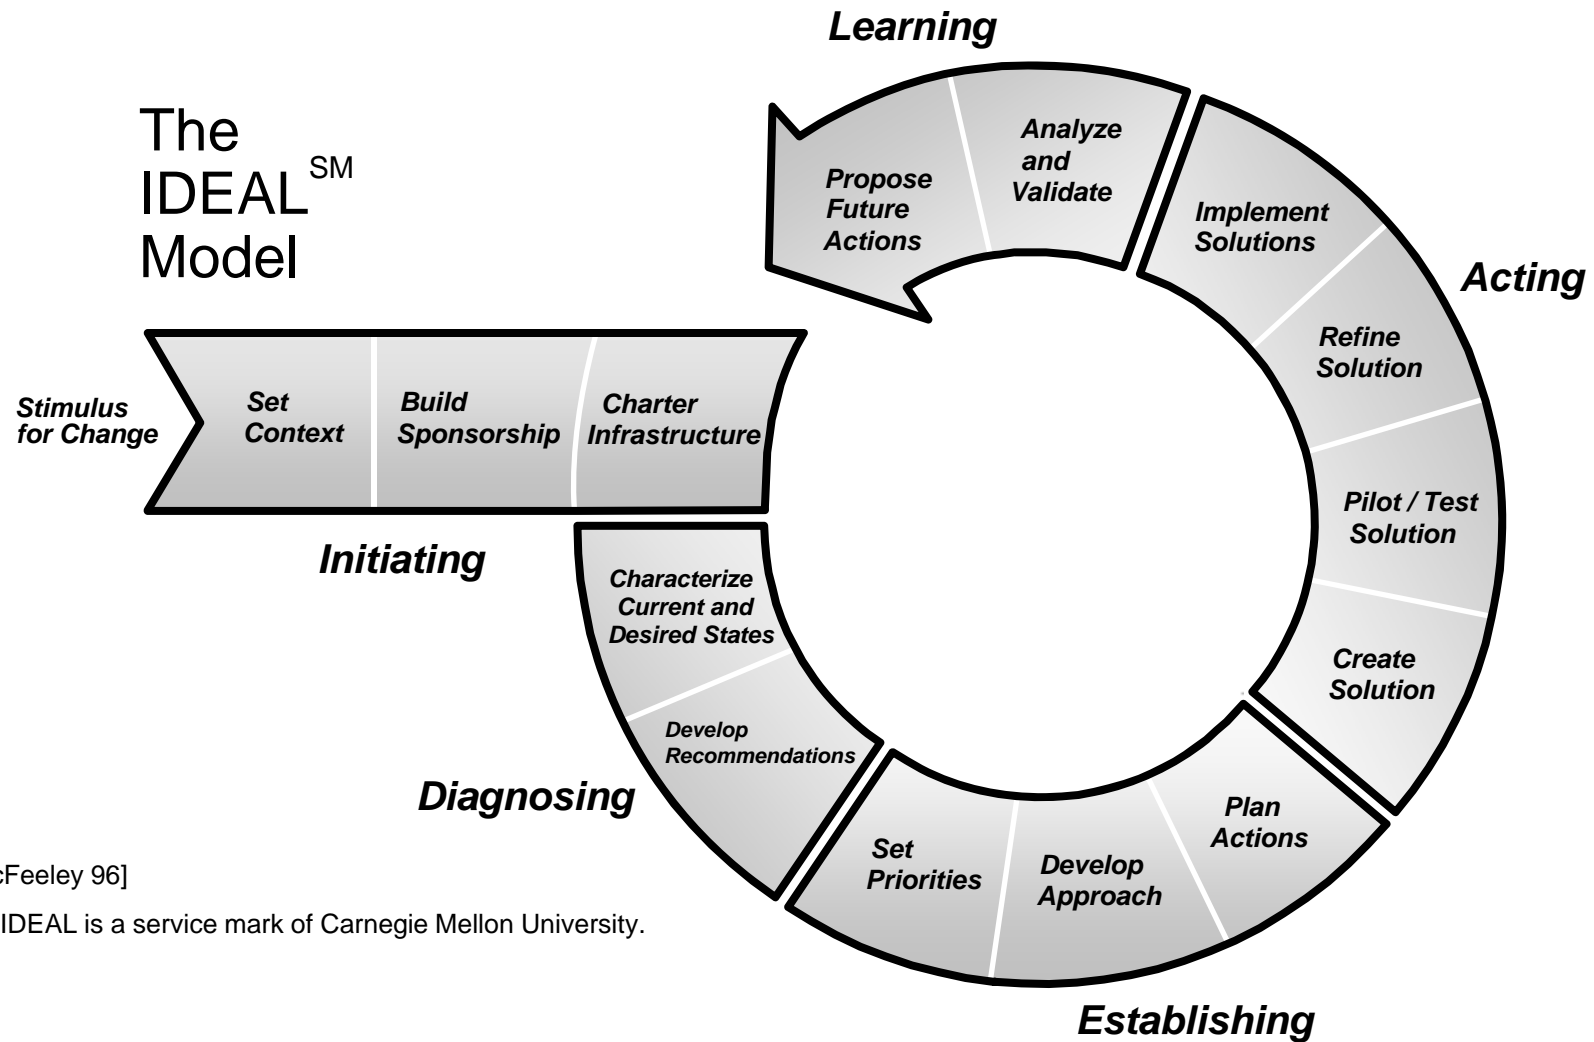 The
IDEAL SM
Model
Stimulus
for Change
Set
Context
Build
Sponsorship
Charter
Infrastructure
Initiating
Characterize
Current and
Desired States
Develop
Recommendations
Diagnosing
Set
Priorities
Develop
Approach
Plan
Actions
Establishing
Create
Solution
Pilot / Test
Solution
Refine
Solution
Implement
Solutions
Acting
Analyze
and
Validate
Propose
Future
Actions
Learning
cFeeley 96]
IDEAL is a service mark of Carnegie Mellon University.